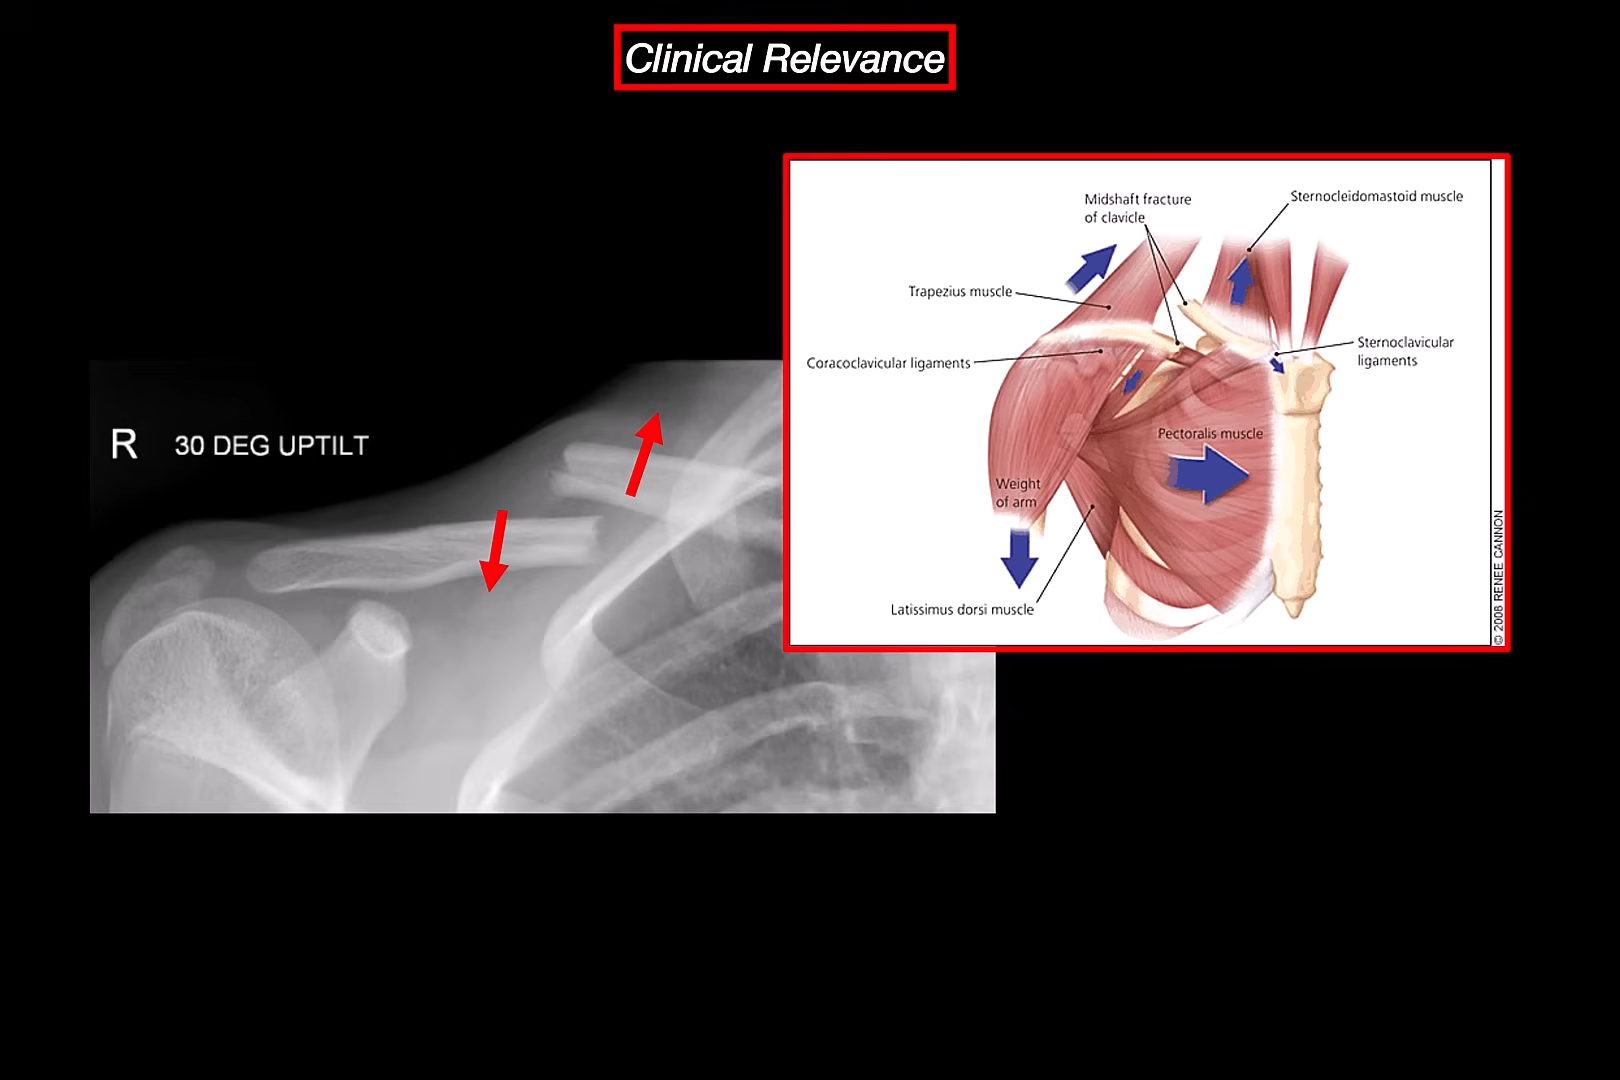 Clinical Relevance
Midshaft fracture
of clavicle
Sternocleidomastoid muscle
Trapezius muscle
Sternoclavicular
ligaments
Coracoclavicular ligaments
Pectoralis muscle
Weight
of arm
Latissimus dorsi muscle
© 2008 RENEE CANNON
R 30 DEG UPTILT